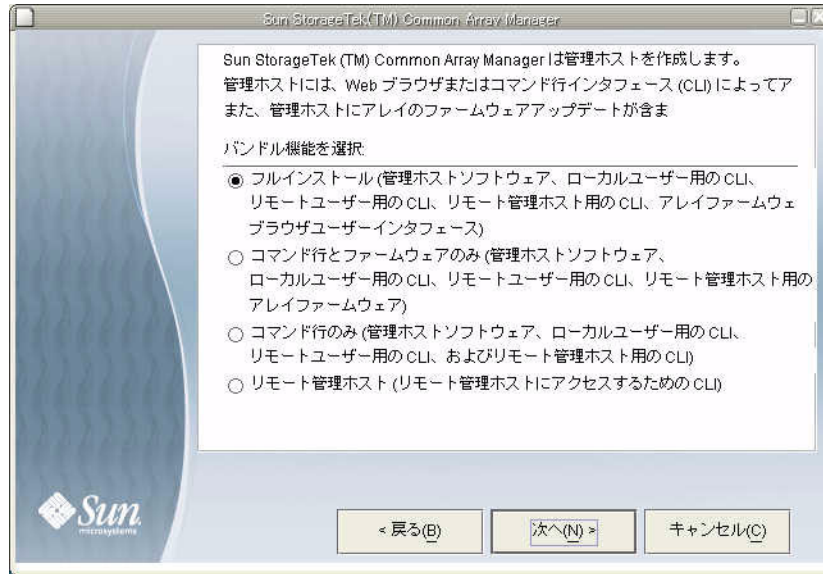 Sun StorageTek(TM) Common Array Manager
Sun StorageTek (TM) Common Array Manager は管理ホストを作成します。
管理ホストには、Web ブラウザまたはコマンド行インタフェース (CLI) によってア
また、管理ホストにアレイのファームウェアアップデートが含ま
バンドル機能を選択:
フルインストール (管理ホストソフトウェア、ローカルユーザー用の CLI、
リモートユーザー用の CLI、リモート管理ホスト用の CLI、アレイファームウェ
ブラウザユーザーインタフェース)
コマンド行とファームウェアのみ (管理ホストソフトウェア、
ローカルユーザー用の CLI、リモートユーザー用の CLI、リモート管理ホスト用の
アレイファームウェア)
コマンド行のみ (管理ホストソフトウェア、ローカルユーザー用の CLI、
リモートユーザー用の CLI、およびリモート管理ホスト用の CLI)
リモート管理ホスト (リモート管理ホストにアクセスするための CLI)
Sun
microsystems
< 戻る(B)
次へ(N) >
キャンセル(C)